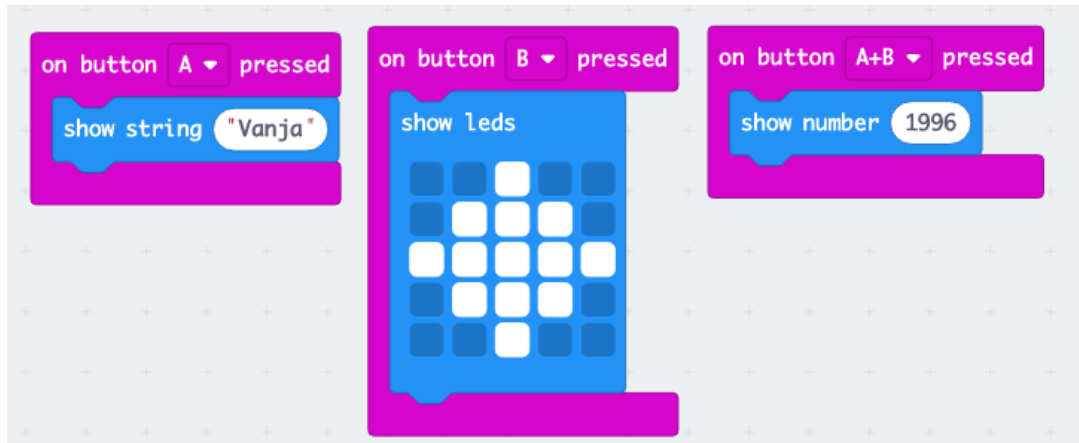 on button A pressed
show string "Vanja"
on button B pressed
show leds
on button A+B pressed
show number 1996